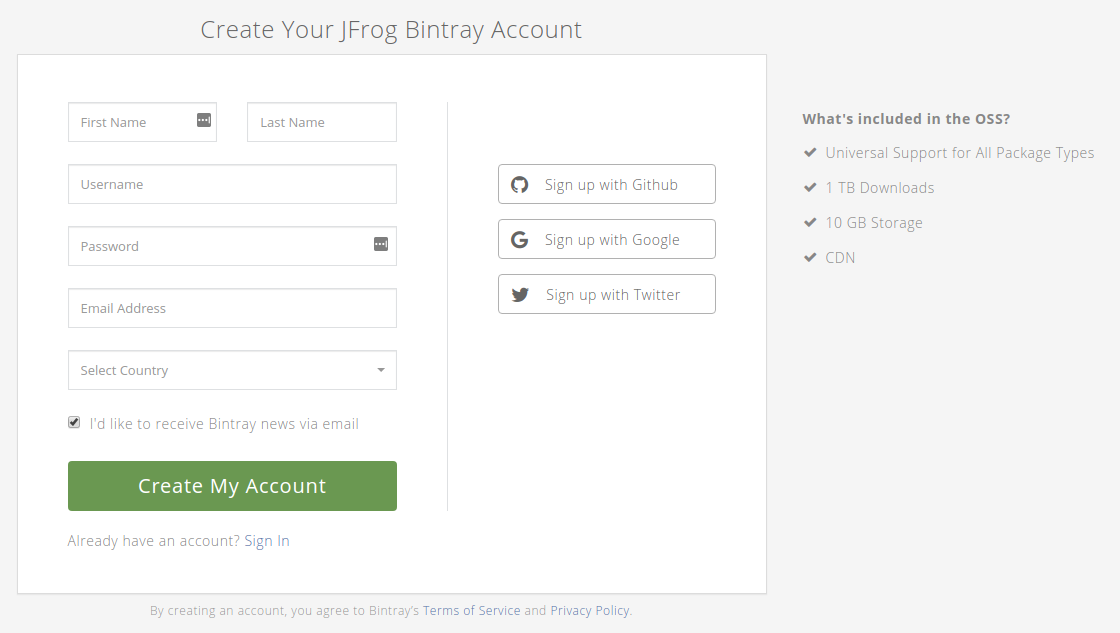 Create Your JFrog Bintray Account
First Name
Last Name
Username
Password
Email Address
Select Country
I'd like to receive Bintray news via email
Create My Account
Already have an account? Sign In
Sign up with Github
Sign up with Google
Sign up with Twitter
What's included in the OSS?
Universal Support for All Package Types
1 TB Downloads
10 GB Storage
CDN
By creating an account, you agree to Bintray's Terms of Service and Privacy Policy.